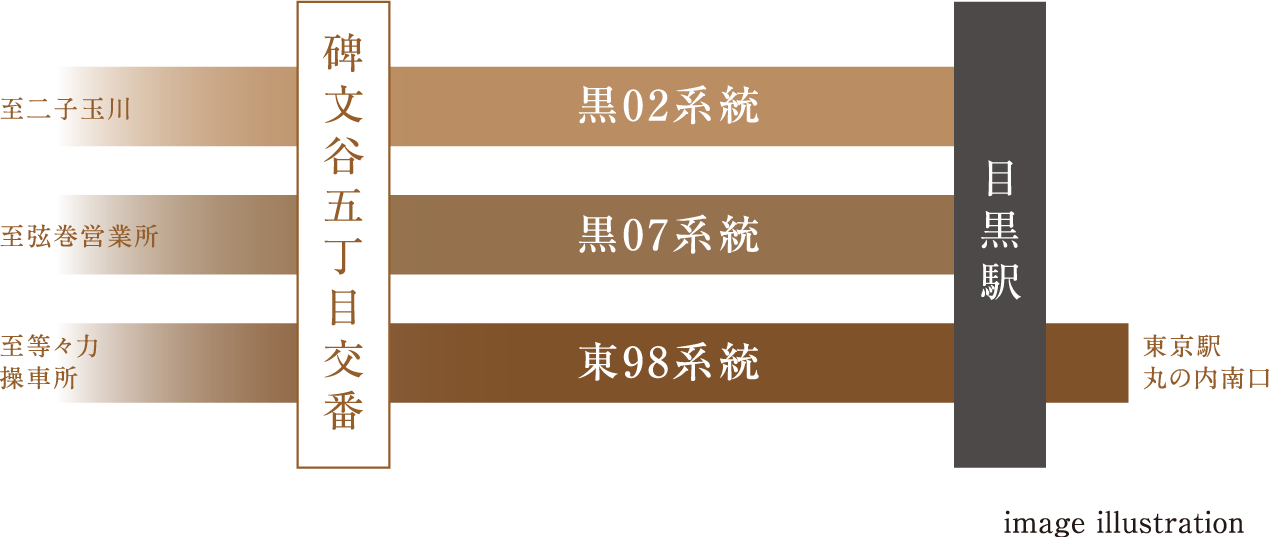 碑文谷五丁目交番
目黒駅
至二子玉川
黒02系統
至弦巻営業所
黒07系統
至等々力
操車所
東98系統
東京駅
丸の内南口
image illustration